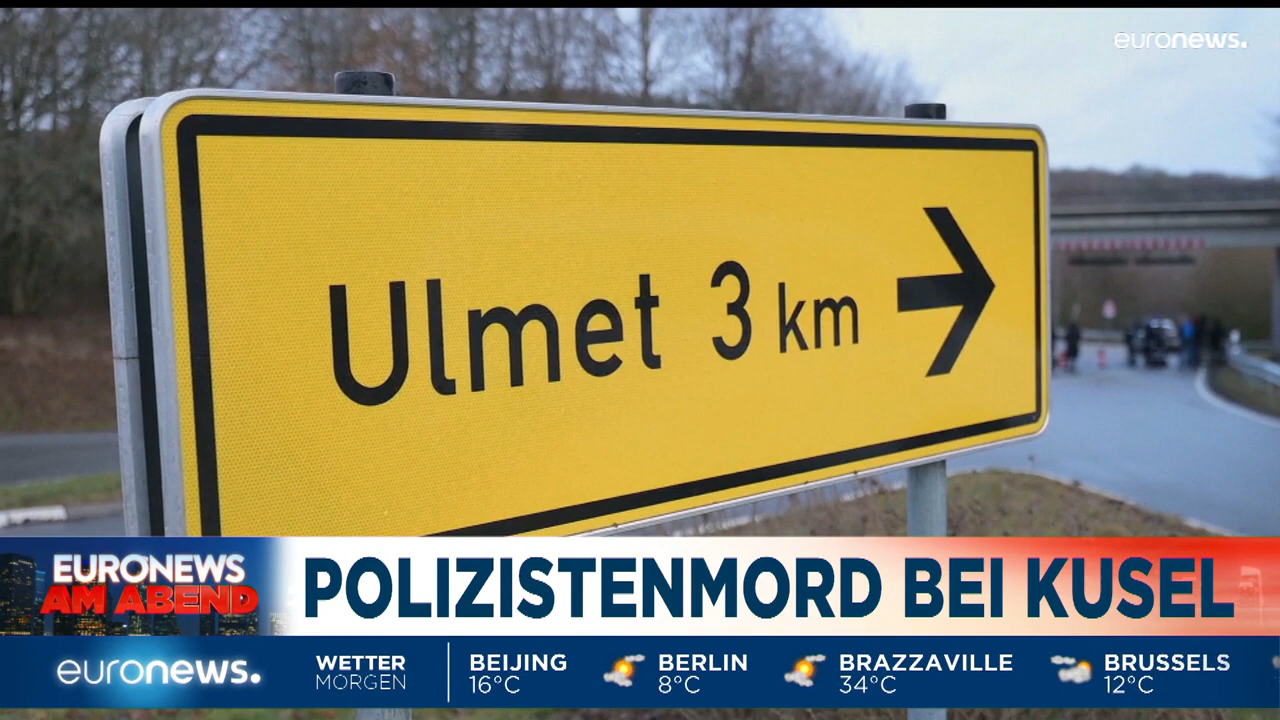 euronews.
Ulmet 3 km
EURONEWS
AM ABEND
POLIZISTENMORD BEI KUSEL
euronews.
WETTER
MORGEN
BEIJING
16°C
BERLIN
8°C
BRAZZAVILLE
34°C
BRUSSELS
12°C